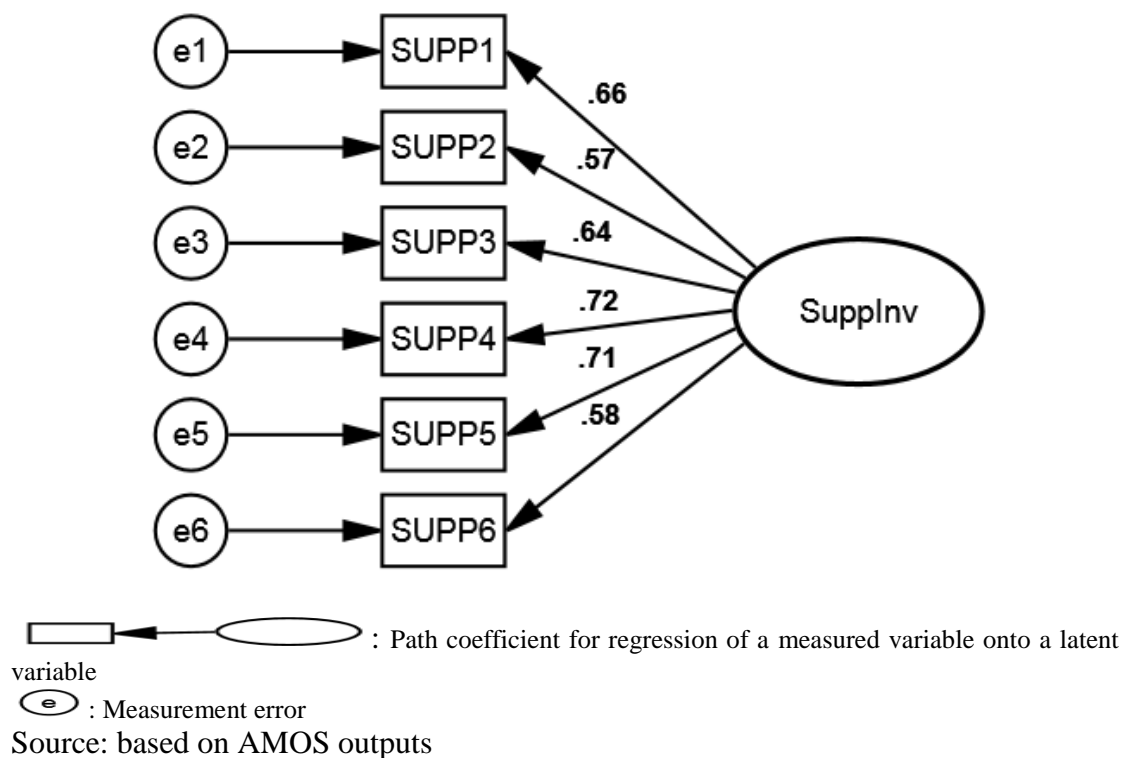 e1
SUPP1
.66
e2
SUPP2
.57
e3
SUPP3
.64
SuppInv
e4
SUPP4
.72
e5
SUPP5
.71
e6
SUPP6
.58
: Path coefficient for regression of a measured variable onto a latent
variable
e : Measurement error
Source: based on AMOS outputs